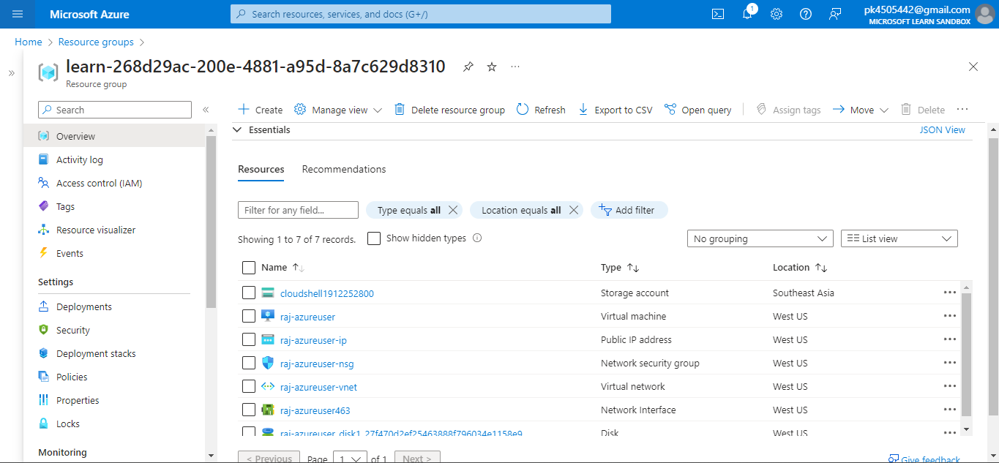 Microsoft Azure
Search resources, services, and docs (G+/)
1
pk4505442@gmail.com
MICROSOFT LEARN SANDBOX
Home > Resource groups >
learn-268d29ac-200e-4881-a95d-8a7c629d8310
Resource group
Search
Overview
Activity log
Access control (IAM)
Tags
Resource visualizer
Events
Settings
Deployments
Security
Deployment stacks
Policies
Properties
Locks
Monitoring
Create Manage view Delete resource group Refresh Export to CSV Open query Assign tags Move Delete
Essentials JSON View
Resources Recommendations
Filter for any field... Type equals all Location equals all Add filter
Showing 1 to 7 of 7 records. Show hidden types No grouping List view
Name Type Location
cloudshell1912252800 Storage account Southeast Asia
raj-azureuser Virtual machine West US
raj-azureuser-ip Public IP address West US
raj-azureuser-nsg Network security group West US
raj-azureuser-vnet Virtual network West US
raj-azureuser463 Network Interface West US
raj-azureuser_disk1_27f470d2ef25463888f796034e1158e9 Disk West US
< Previous Page 1 of 1 Next > Give feedback